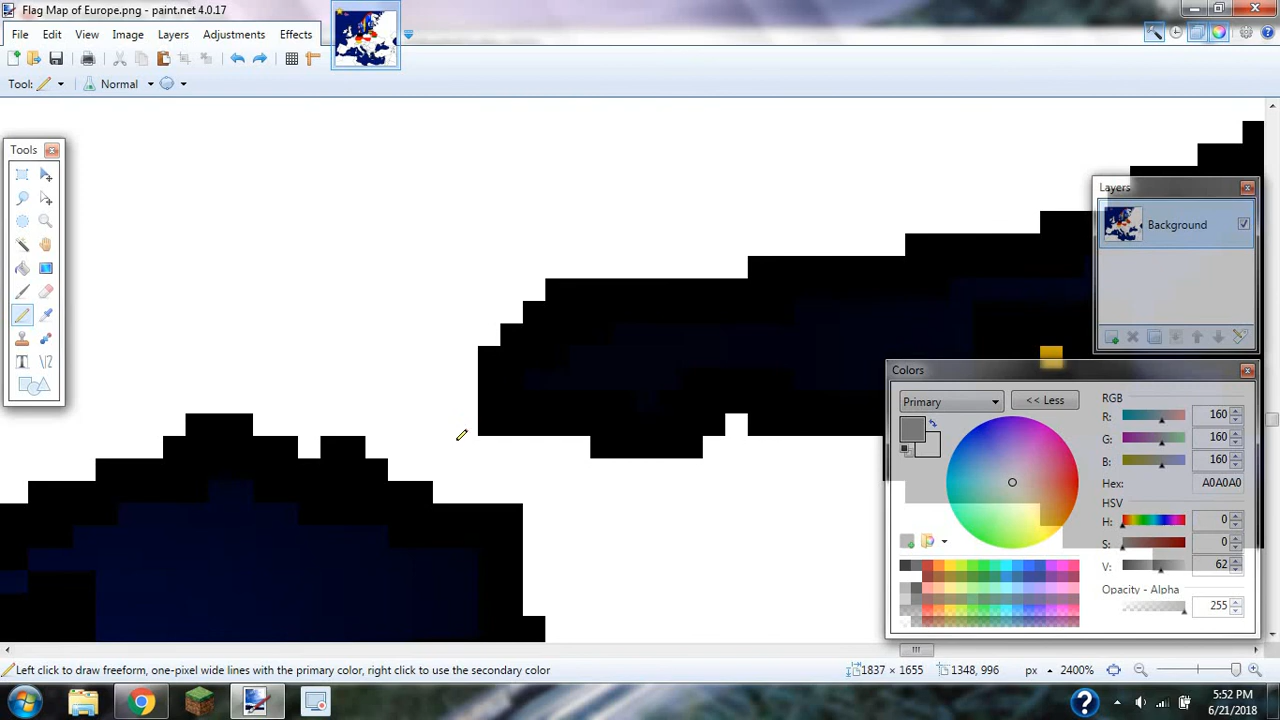 Flag Map of Europe.png - paint.net 4.0.17
File Edit View Image Layers Adjustments Effects
Tool: Normal
Tools
Layers
Background
Colors
Primary
<< Less
RGB
R: 160
G: 160
B: 160
Hex: A0A0A0
HSV
H: 0
S: 0
V: 62
Opacity - Alpha
255
Left click to draw freeform, one-pixel wide lines with the primary color, right click to use the secondary color
1837 × 1655
1348, 996
px
2400%
5:52 PM
6/21/2018